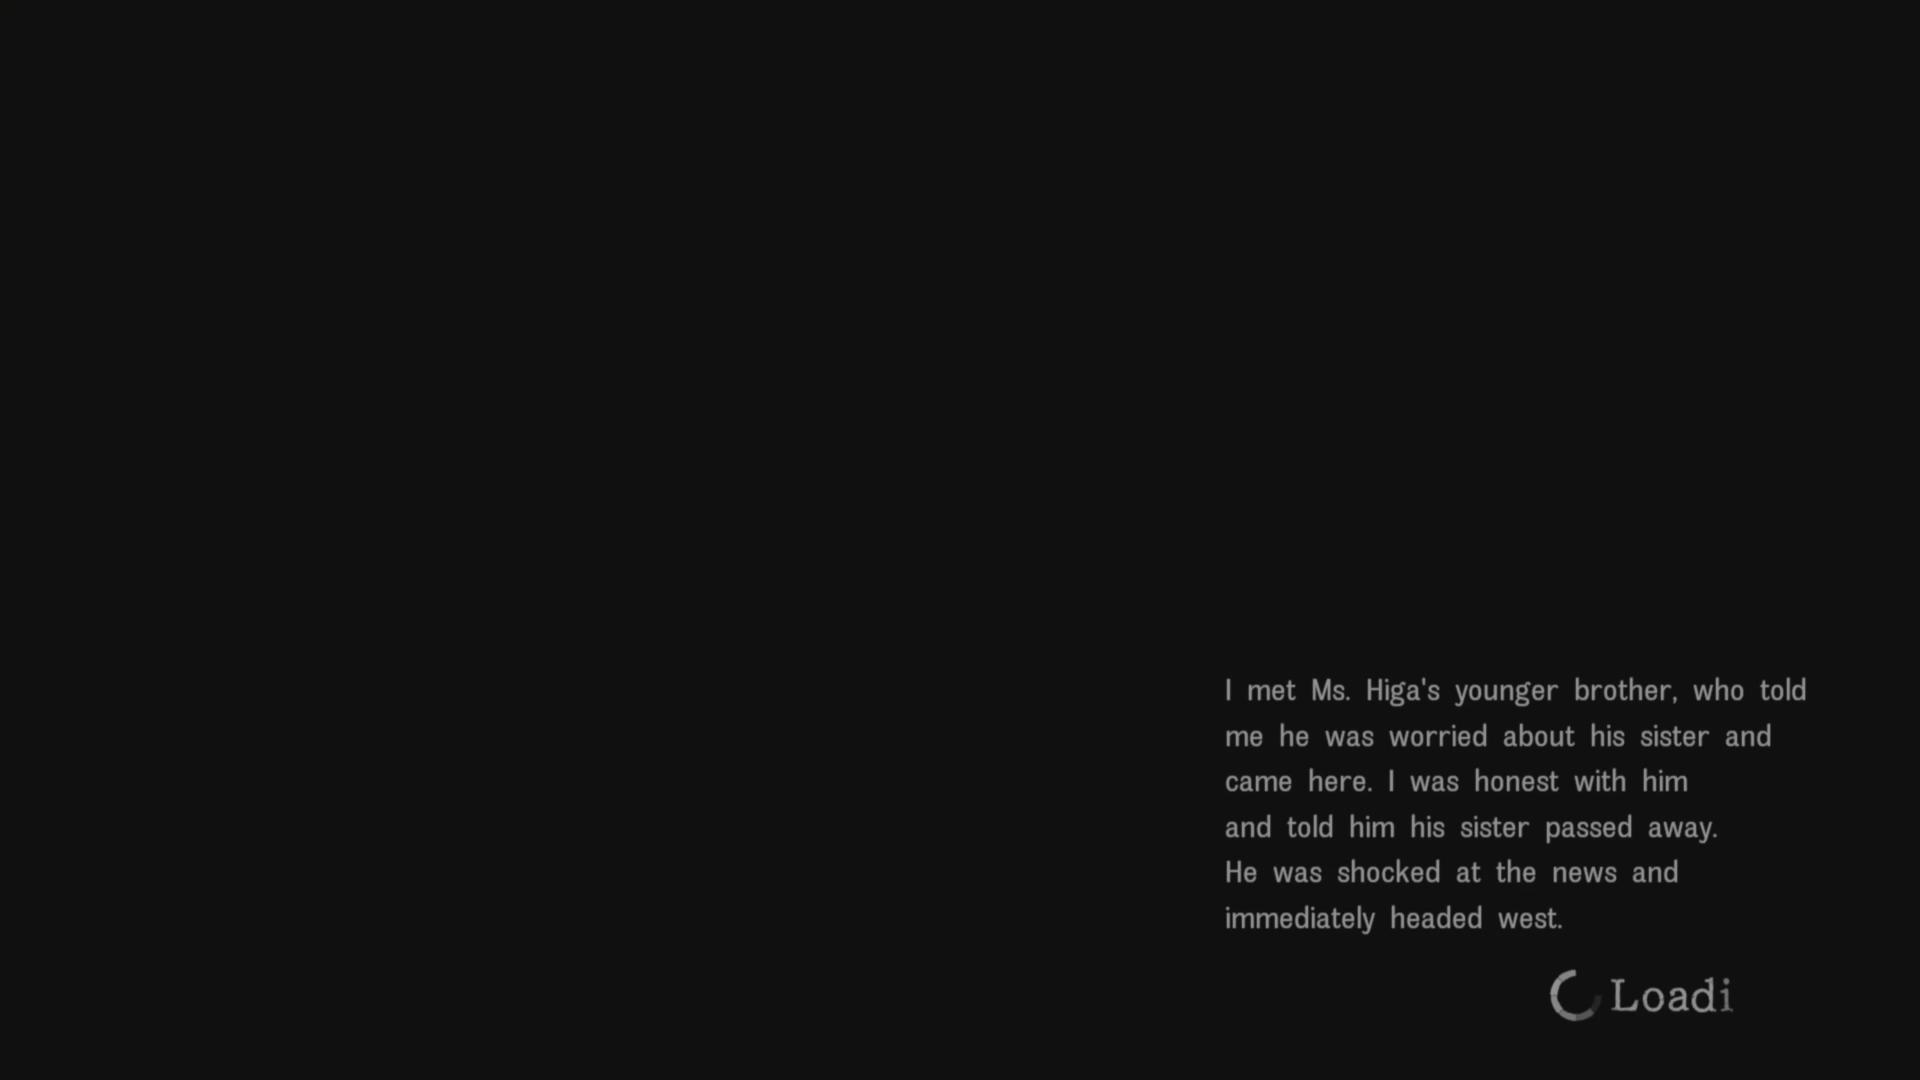 I met Ms. Higa's younger brother, who told
me he was worried about his sister and
came here. I was honest with him
and told him his sister passed away.
He was shocked at the news and
immediately headed west.
Loadi